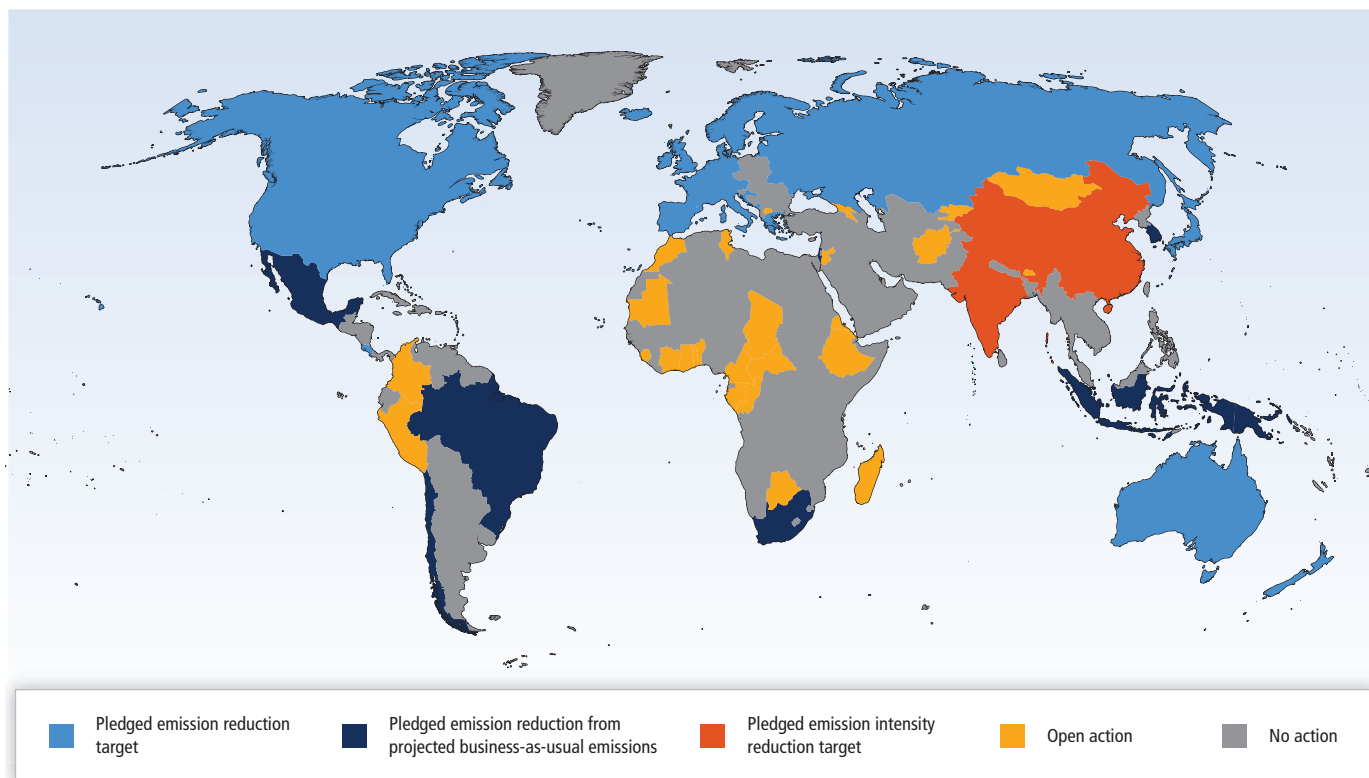 Pledged emission reduction
target
Pledged emission reduction from
projected business-as-usual emissions
Pledged emission intensity
reduction target
Open action
No action